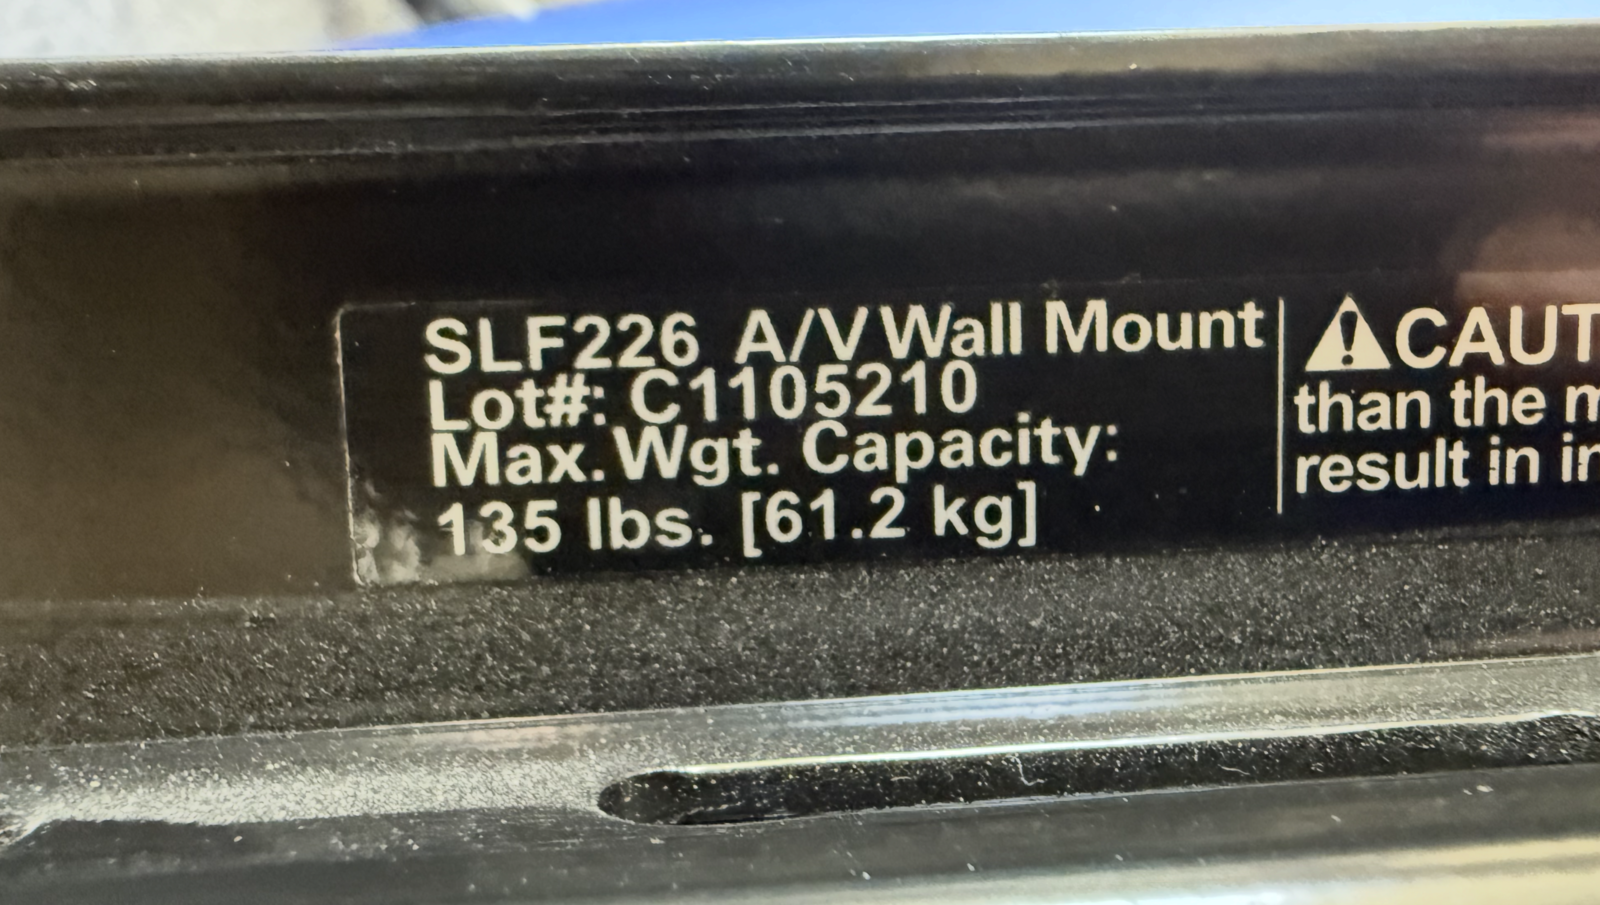 SLF226 A/V Wall Mount
Lot#: C1105210
Max. Wgt. Capacity:
135 lbs. [61.2 kg]
⚠CAUT
than the m
result in in